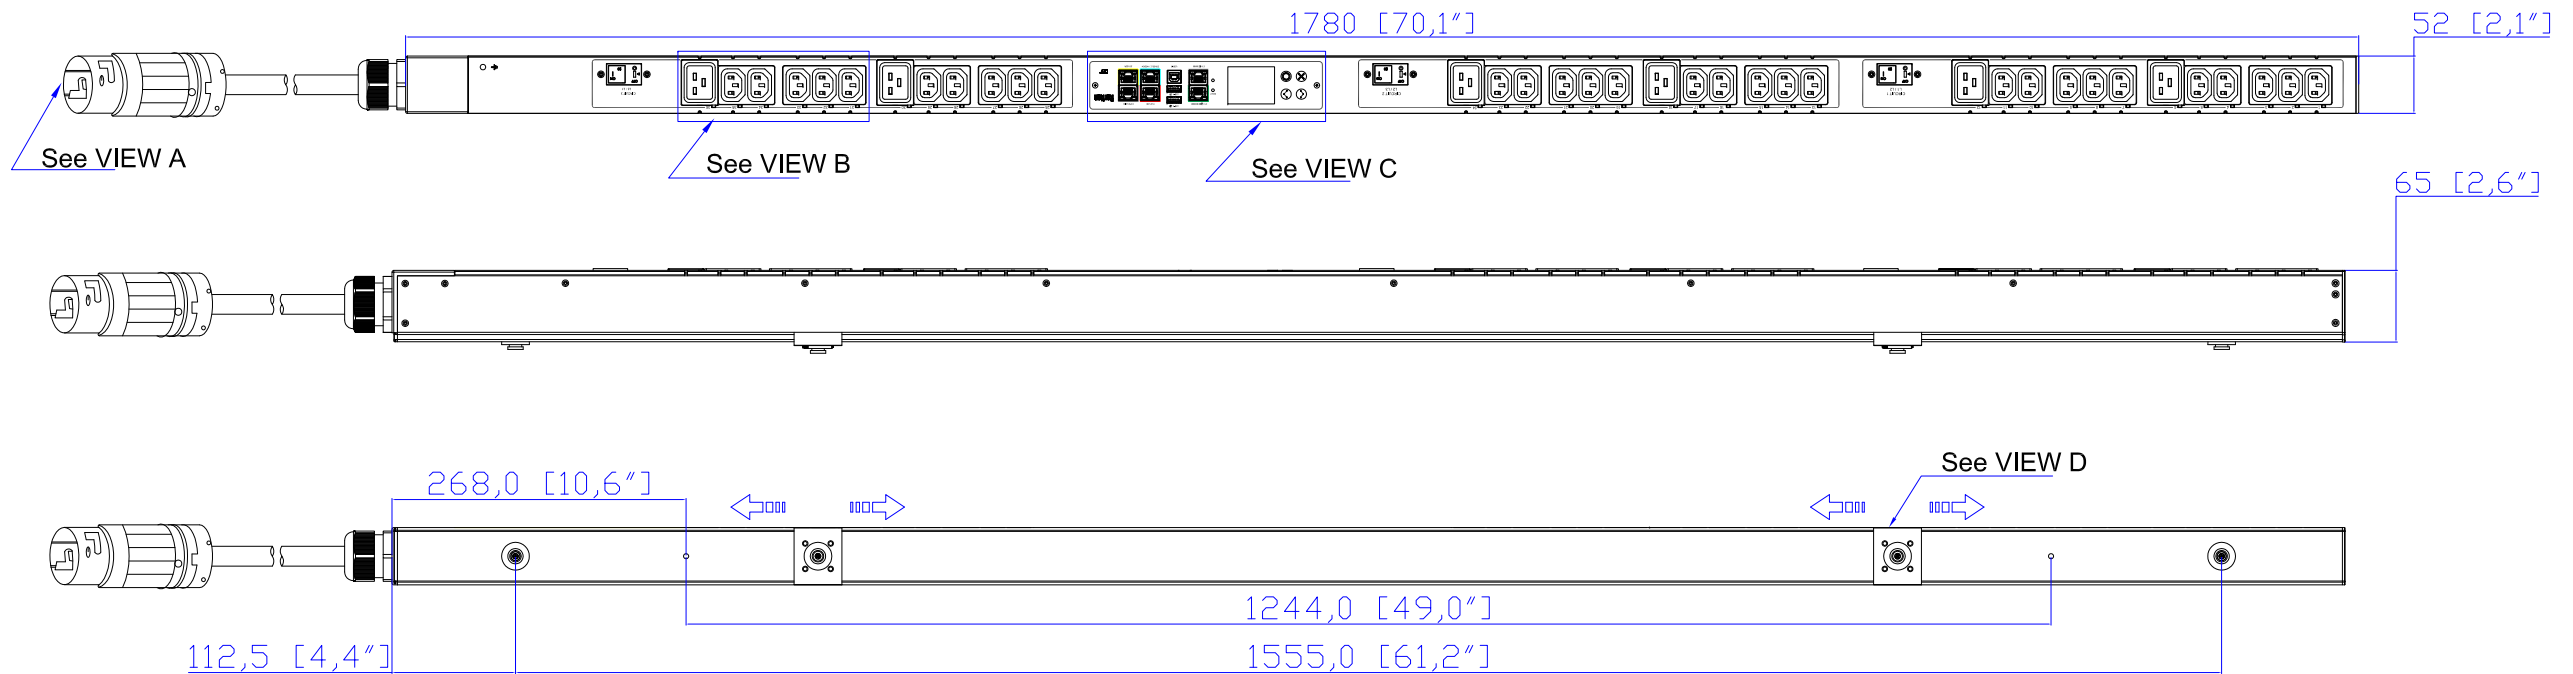 1780 [70,1"]
52 [2,1"]
See VIEW A
See VIEW B
See VIEW C
65 [2,6"]
268,0 [10,6"]
See VIEW D
1244,0 [49,0"]
112,5 [4,4"]
1555,0 [61,2"]